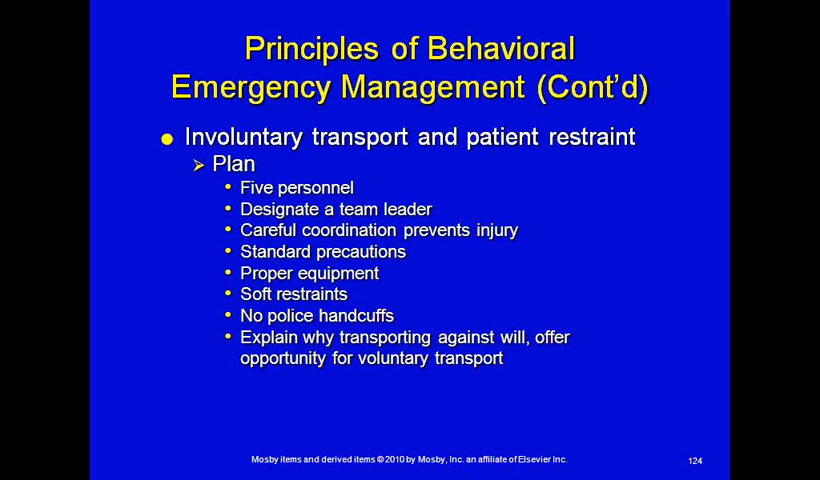 Principles of Behavioral
Emergency Management (Cont’d)
Involuntary transport and patient restraint
Plan
Five personnel
Designate a team leader
Careful coordination prevents injury
Standard precautions
Proper equipment
Soft restraints
No police handcuffs
Explain why transporting against will, offer
opportunity for voluntary transport
Mosby items and derived items © 2010 by Mosby, Inc. an affiliate of Elsevier Inc.
124